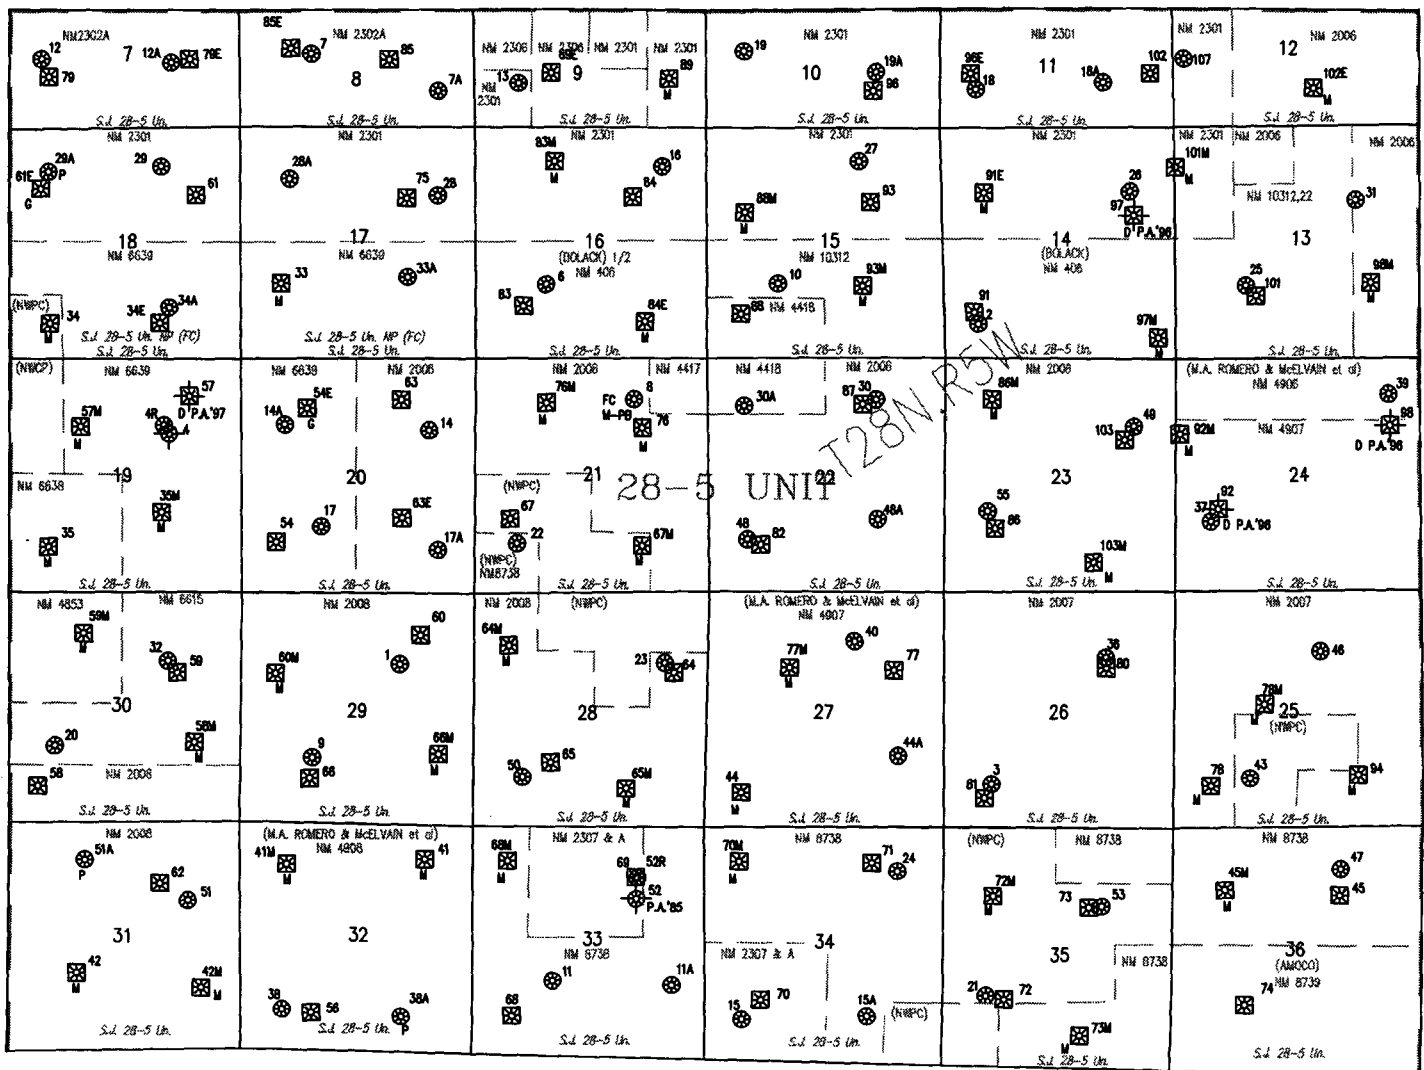 NM2302A
12
7
12A
79E
79
S.J. 28-5 Un.
85E
NM 2302A
7
85
8
7A
S.J. 28-5 Un.
NM 2306
NM 2306
NM 2301
NM 2301
89E
13
9
89
M
NM
2301
S.J. 28-5 Un.
19
NM 2301
10
19A
96
S.J. 28-5 Un.
NM 2301
96E
11
102
18
18A
S.J. 28-5 Un.
NM 2301
12
NM 2006
107
102E
M
S.J. 28-5 Un.
NM 2301
29A
P
29
61E
G
61
18
NM 6639
(NWPC)
34
M
34E
34A
S.J. 28-5 Un. NP (FC)
S.J. 28-5 Un.
NM 2301
28A
75
28
17
NM 6639
33
M
33A
S.J. 28-5 Un. NP (FC)
S.J. 28-5 Un.
NM 2301
83M
M
16
84
16
(BOLACK) 1/2
NM 406
6
83
84E
M
S.J. 28-5 Un.
NM 2301
27
88M
M
93
15
NM 10312
10
93M
M
88
NM 4418
S.J. 28-5 Un.
NM 2301
91E
M
26
97
D P.A.'96
14
(BOLACK)
NM 406
91
2
97M
M
S.J. 28-5 Un.
NM 2301
NM 2006
NM 2006
101M
M
NM 10312,22
31
13
25
101
98M
M
S.J. 28-5 Un.
T28N.R5W
28-5 UNIT
(NWCP)
NM 6639
57
D P.A.'97
57M
M
4R
4
19
NM 6638
35M
M
35
M
S.J. 28-5 Un.
NM 6639
NM 2006
54E
G
63
14A
14
20
63E
54
17
17A
S.J. 28-5 Un.
NM 2006
NM 4417
76M
M
8
FC
M-PB
76
21
(NWPC)
67
22
67M
M
(NWPC)
NM8738
S.J. 28-5 Un.
NM 4418
NM 2006
30A
87
30
22
48
82
48A
S.J. 28-5 Un.
NM 2008
86M
M
49
103
23
55
86
103M
M
S.J. 28-5 Un.
(M.A. ROMERO & McELVAIN et al)
NM 4906
39
NM 4907
98
D P.A.'96
92M
M
24
92
37
D P.A.'96
S.J. 28-5 Un.
NM 4853
NM 6615
59M
M
32
59
30
20
58M
M
58
NM 2008
S.J. 28-5 Un.
NM 2008
60
1
60M
M
29
9
66
66M
M
S.J. 28-5 Un.
NM 2008
(NWPC)
64M
M
23
64
28
50
65
65M
M
S.J. 28-5 Un.
(M.A. ROMERO & McELVAIN et al)
NM 4907
40
77M
M
77
27
44A
44
M
S.J. 28-5 Un.
NM 2007
36
80
26
3
81
S.J. 28-5 Un.
NM 2007
46
78M
M
25
(NWPC)
78
M
43
94
M
S.J. 28-5 Un.
NM 2008
51A
P
62
51
31
42
M
42M
M
S.J. 28-5 Un.
(M.A. ROMERO & McELVAIN et al)
NM 4908
41M
M
41
M
32
38
56
38A
P
S.J. 28-5 Un.
NM 2307 & A
68M
M
69
52R
52
P.A.'85
33
NM 8738
11
11A
68
S.J. 28-5 Un.
NM 8738
70M
M
71
24
34
NM 2307 & A
70
15
15A
(NWPC)
S.J. 28-5 Un.
(NWPC)
NM 8738
72M
M
73
53
35
NM 8738
21
72
73M
M
S.J. 28-5 Un.
NM 8738
47
45M
M
45
36
(AMOCO)
NM 8739
74
S.J. 28-5 Un.